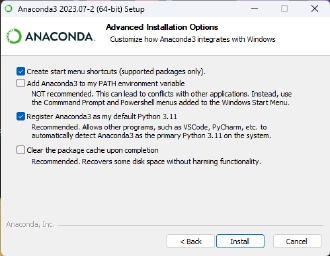 Anaconda3 2023.07-2 (64-bit) Setup
ANACONDA.
Advanced Installation Options
Customize how Anaconda3 integrates with Windows
Create start menu shortcuts (supported packages only).
Add Anaconda3 to my PATH environment variable
NOT recommended. This can lead to conflicts with other applications. Instead, use
the Commmand Prompt and Powershell menus added to the Windows Start Menu.
Register Anaconda3 as my default Python 3.11
Recommended. Allows other programs, such as VSCode, PyCharm, etc. to
automatically detect Anaconda3 as the primary Python 3.11 on the system.
Clear the package cache upon completion
Recommended. Recovers some disk space without harming functionality.
Anaconda, Inc.
< Back
Install
Cancel